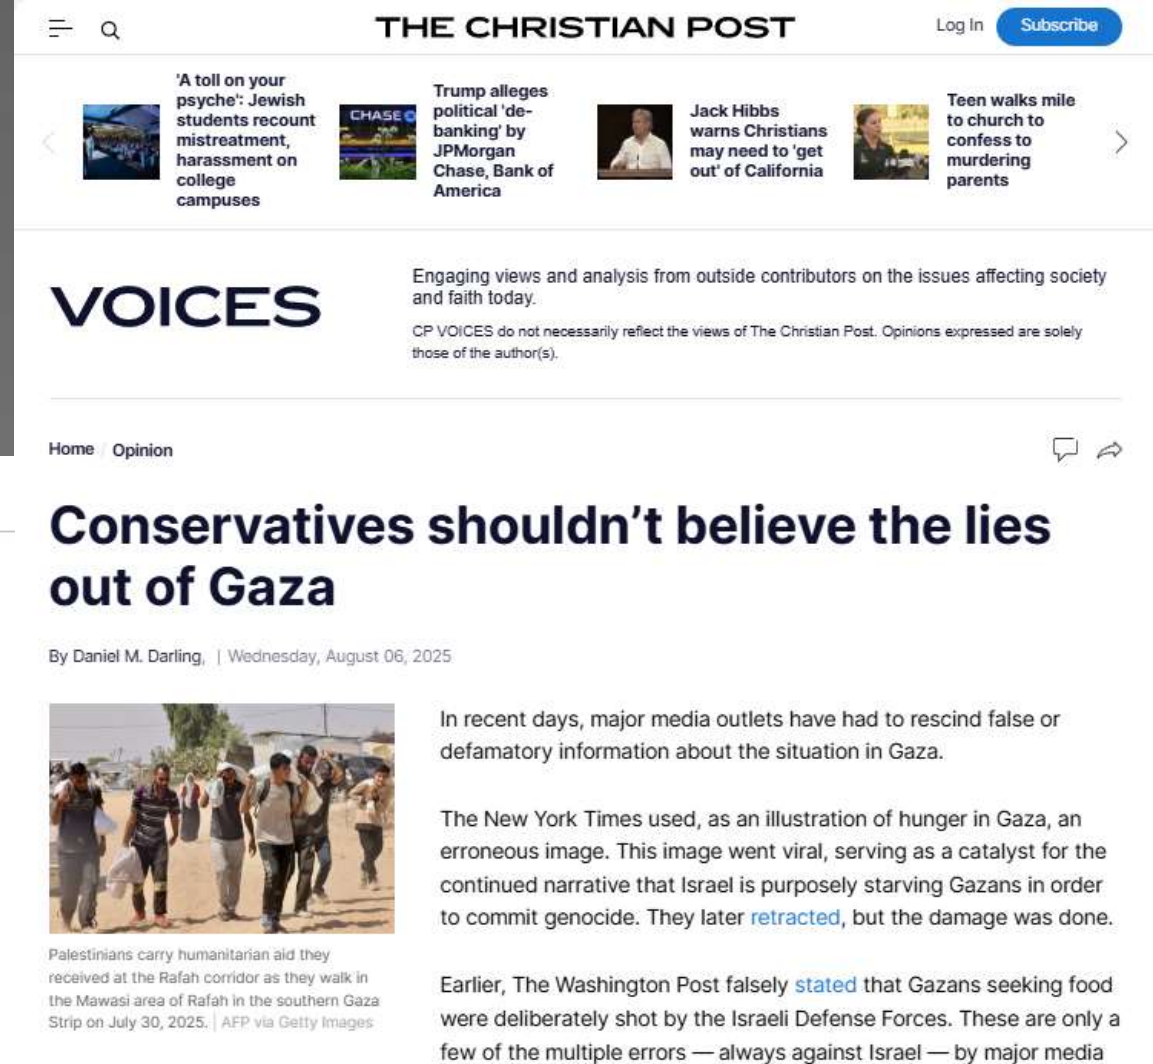 THE CHRISTIAN POST
Log In
Subscribe
'A toll on your
psyche': Jewish
students recount
mistreatment,
harassment on
college
campuses
CHASE
Trump alleges
political 'de-
banking' by
JPMorgan
Chase, Bank of
America
Jack Hibbs
warns Christians
may need to 'get
out' of California
Teen walks mile
to church to
confess to
murdering
parents
VOICES
Engaging views and analysis from outside contributors on the issues affecting society
and faith today.
CP VOICES do not necessarily reflect the views of The Christian Post. Opinions expressed are solely
those of the author(s).
Home / Opinion
Conservatives shouldn’t believe the lies
out of Gaza
By Daniel M. Darling, | Wednesday, August 06, 2025
Palestinians carry humanitarian aid they
received at the Rafah corridor as they walk in
the Mawasi area of Rafah in the southern Gaza
Strip on July 30, 2025. | AFP via Getty Images
In recent days, major media outlets have had to rescind false or
defamatory information about the situation in Gaza.
The New York Times used, as an illustration of hunger in Gaza, an
erroneous image. This image went viral, serving as a catalyst for the
continued narrative that Israel is purposely starving Gazans in order
to commit genocide. They later retracted, but the damage was done.
Earlier, The Washington Post falsely stated that Gazans seeking food
were deliberately shot by the Israeli Defense Forces. These are only a
few of the multiple errors — always against Israel — by major media